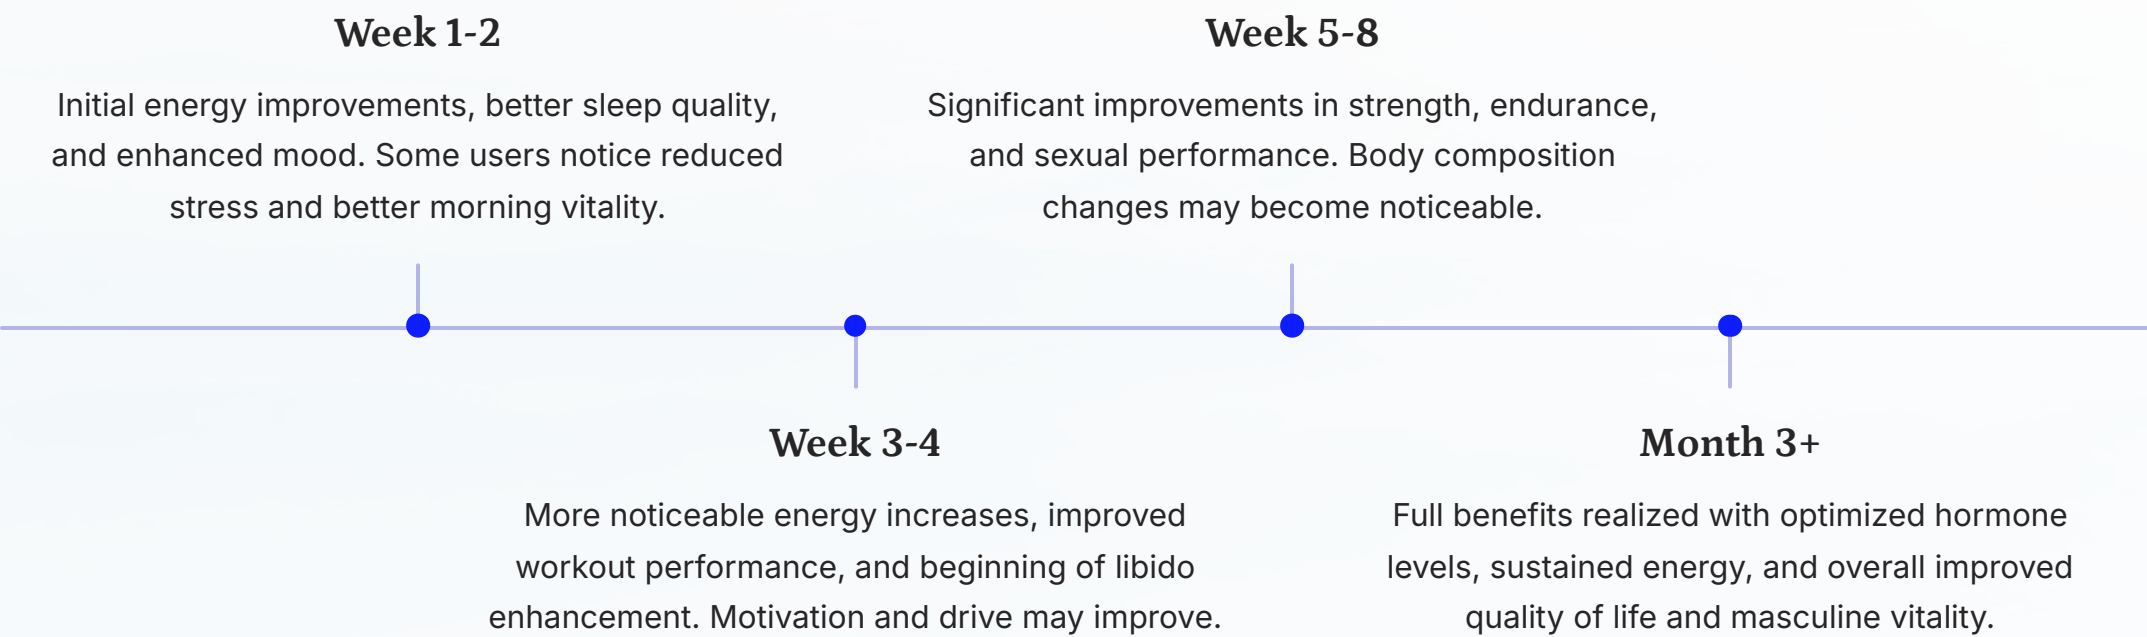 Week 1-2
Initial energy improvements, better sleep quality,
and enhanced mood. Some users notice reduced
stress and better morning vitality.
Week 3-4
More noticeable energy increases, improved
workout performance, and beginning of libido
enhancement. Motivation and drive may improve.
Week 5-8
Significant improvements in strength, endurance,
and sexual performance. Body composition
changes may become noticeable.
Month 3+
Full benefits realized with optimized hormone
levels, sustained energy, and overall improved
quality of life and masculine vitality.